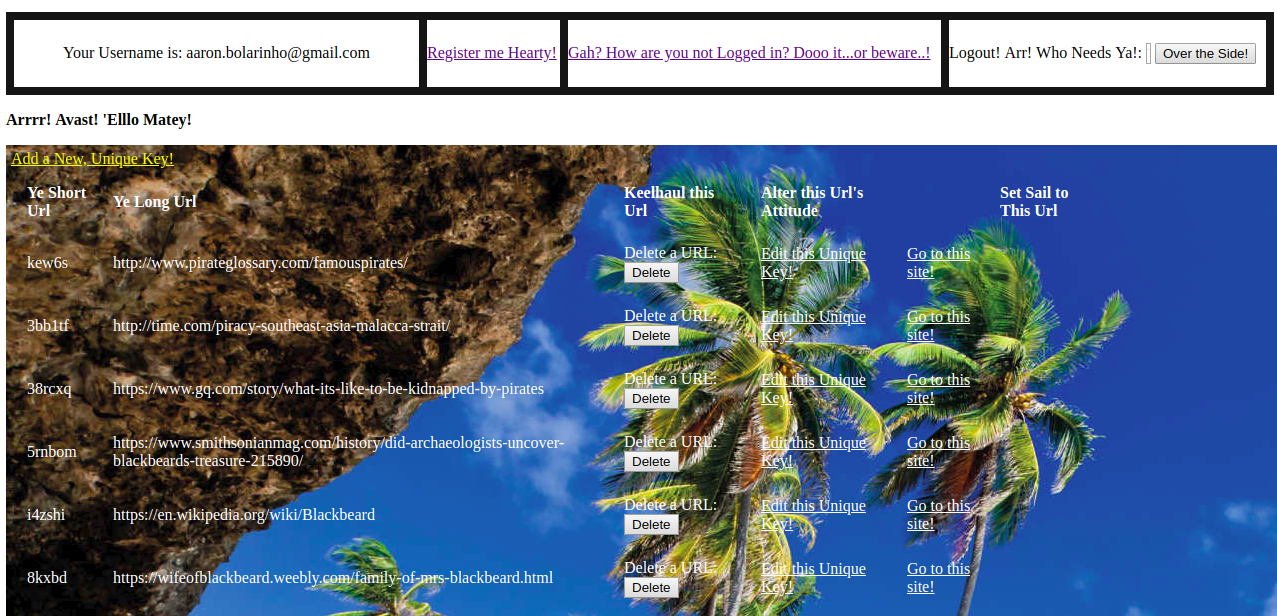 Your Username is: aaron.bolarinho@gmail.com
Register me Hearty!
Gah? How are you not Logged in? Dooo it...or beware..!
Logout! Arr! Who Needs Ya!:
Over the Side!
Arrrr! Avast! 'Elllo Matey!
Add a New, Unique Key!
Ye Short
Url
Ye Long Url
Keelhaul this
Url
Alter this Url's
Attitude
Set Sail to
This Url
kew6s
http://www.pirateglossary.com/famouspirates/
Delete a URL:
Delete
Edit this Unique
Key!
Go to this
site!
3bb1tf
http://time.com/piracy-southeast-asia-malacca-strait/
Delete a URL:
Delete
Edit this Unique
Key!
Go to this
site!
38rcxq
https://www.gq.com/story/what-its-like-to-be-kidnapped-by-pirates
Delete a URL:
Delete
Edit this Unique
Key!
Go to this
site!
5rnbom
https://www.smithsonianmag.com/history/did-archaeologists-uncover-
blackbeards-treasure-215890/
Delete a URL:
Delete
Edit this Unique
Key!
Go to this
site!
i4zshi
https://en.wikipedia.org/wiki/Blackbeard
Delete a URL:
Delete
Edit this Unique
Key!
Go to this
site!
8kxbd
https://wifeofblackbeard.weebly.com/family-of-mrs-blackbeard.html
Delete a URL:
Delete
Edit this Unique
Key!
Go to this
site!